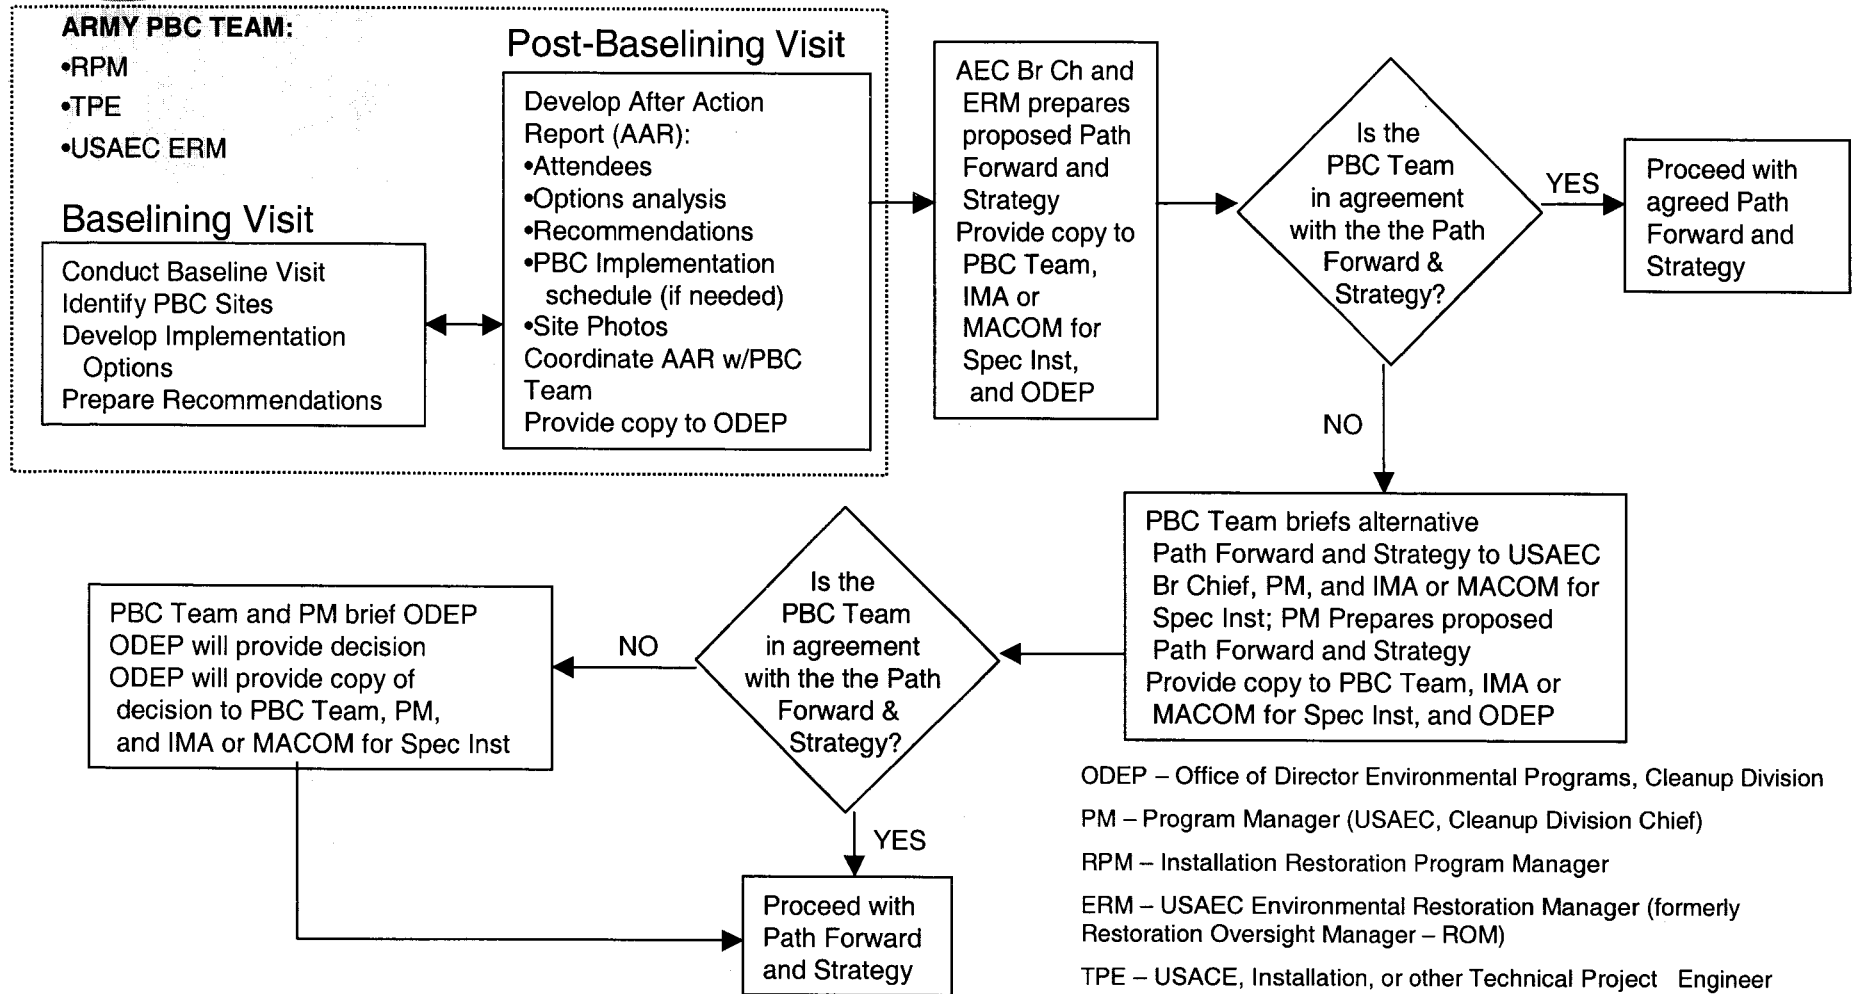 ARMY PBC TEAM:
•RPM
•TPE
•USAEC ERM
Baselining Visit
Conduct Baseline Visit
Identify PBC Sites
Develop Implementation
Options
Prepare Recommendations
Post-Baselining Visit
Develop After Action
Report (AAR):
•Attendees
•Options analysis
•Recommendations
•PBC Implementation
schedule (if needed)
•Site Photos
Coordinate AAR w/PBC
Team
Provide copy to ODEP
AEC Br Ch and
ERM prepares
proposed Path
Forward and
Strategy
Provide copy to
PBC Team,
IMA or
MACOM for
Spec Inst,
and ODEP
Is the
PBC Team
in agreement
with the the Path
Forward &
Strategy?
YES
Proceed with
agreed Path
Forward and
Strategy
NO
PBC Team briefs alternative
Path Forward and Strategy to USAEC
Br Chief, PM, and IMA or MACOM for
Spec Inst; PM Prepares proposed
Path Forward and Strategy
Provide copy to PBC Team, IMA or
MACOM for Spec Inst, and ODEP
Is the
PBC Team
in agreement
with the the Path
Forward &
Strategy?
NO
PBC Team and PM brief ODEP
ODEP will provide decision
ODEP will provide copy of
decision to PBC Team, PM,
and IMA or MACOM for Spec Inst
YES
Proceed with
Path Forward
and Strategy
ODEP – Office of Director Environmental Programs, Cleanup Division
PM – Program Manager (USAEC, Cleanup Division Chief)
RPM – Installation Restoration Program Manager
ERM – USAEC Environmental Restoration Manager (formerly
Restoration Oversight Manager – ROM)
TPE – USACE, Installation, or other Technical Project Engineer